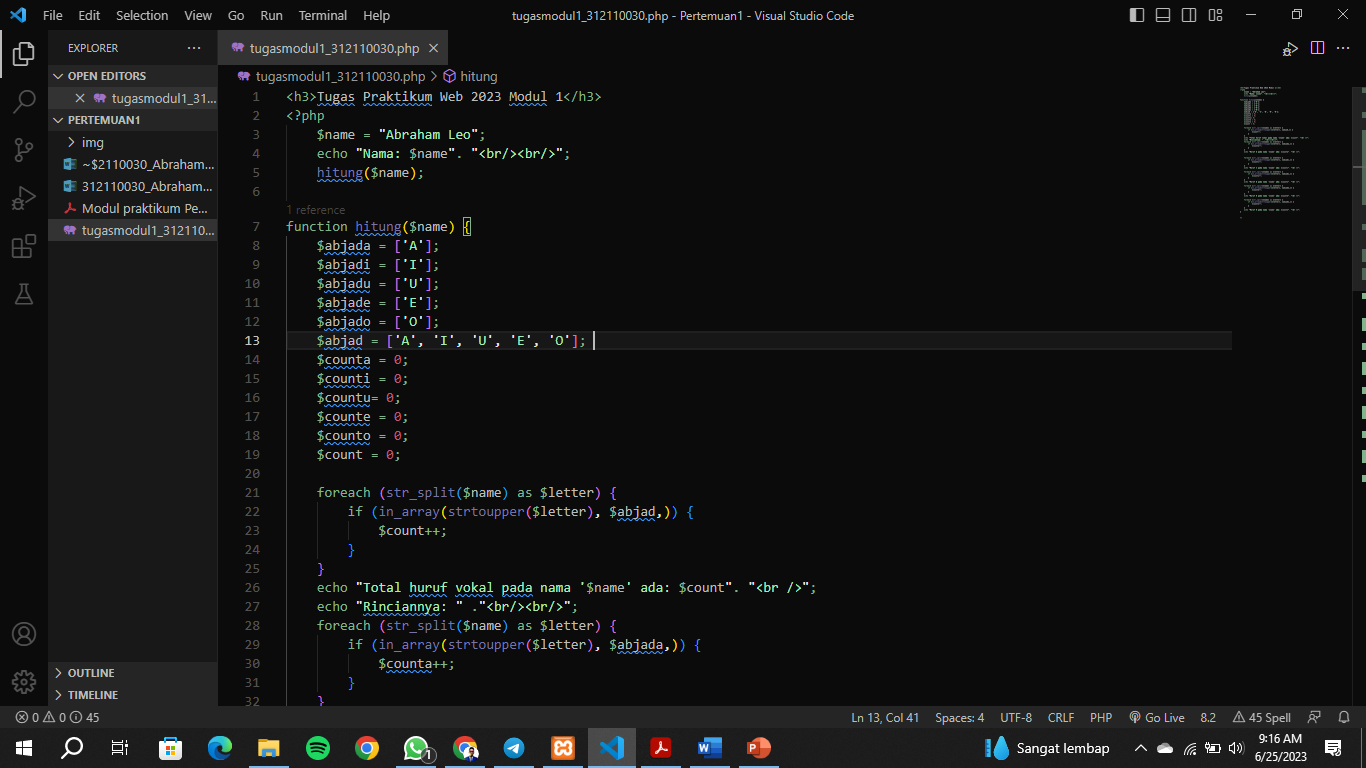 File Edit Selection View Go Run Terminal Help
tugasmodul1_312110030.php - Pertemuan1 - Visual Studio Code
EXPLORER
OPEN EDITORS
tugasmodul1_31...
PERTEMUAN1
img
~$2110030_Abraham...
312110030_Abraham...
Modul praktikum Pe...
tugasmodul1_312110...
OUTLINE
TIMELINE
tugasmodul1_312110030.php
tugasmodul1_312110030.php > hitung
1 <h3>Tugas Praktikum Web 2023 Modul 1</h3>
2 <?php
3 $name = "Abraham Leo";
4 echo "Nama: $name". "<br/><br/>";
5 hitung($name);
6
1 reference
7 function hitung($name) {
8 $abjada = ['A'];
9 $abjadi = ['I'];
10 $abjadu = ['U'];
11 $abjade = ['E'];
12 $abjado = ['O'];
13 $abjad = ['A', 'I', 'U', 'E', 'O'];
14 $counta = 0;
15 $counti = 0;
16 $countu= 0;
17 $counte = 0;
18 $counto = 0;
19 $count = 0;
20
21 foreach (str_split($name) as $letter) {
22 if (in_array(strtoupper($letter), $abjad,)) {
23 $count++;
24 }
25 }
26 echo "Total huruf vokal pada nama '$name' ada: $count". "<br />";
27 echo "Rinciannya: " ."<br/><br/>";
28 foreach (str_split($name) as $letter) {
29 if (in_array(strtoupper($letter), $abjada,)) {
30 $counta++;
31 }
32 }
0 0 45
Ln 13, Col 41 Spaces: 4 UTF-8 CRLF PHP Go Live 8.2 45 Spell
1
Sangat lembap
9:16 AM
6/25/2023